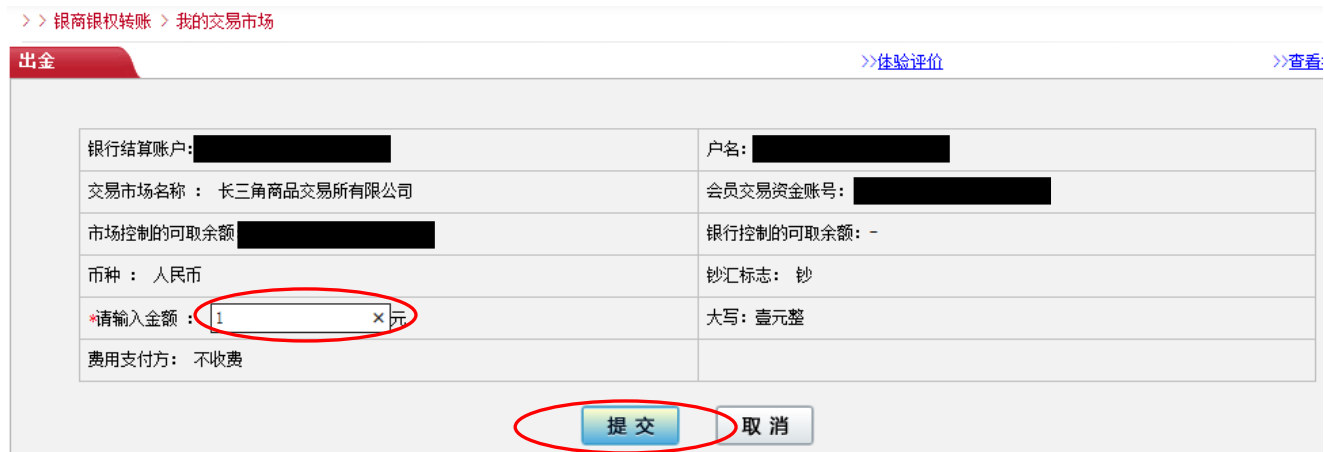 >> 银商银权转账 > 我的交易市场
出金 >>体验评价 >>查看
银行结算账户: 户名:
交易市场名称 : 长三角商品交易所有限公司 会员交易资金账号:
市场控制的可取余额 银行控制的可取余额: -
币种 : 人民币 钞汇标志: 钞
*请输入金额 : 1 ×元 大写: 壹元整
费用支付方: 不收费
提交 取消